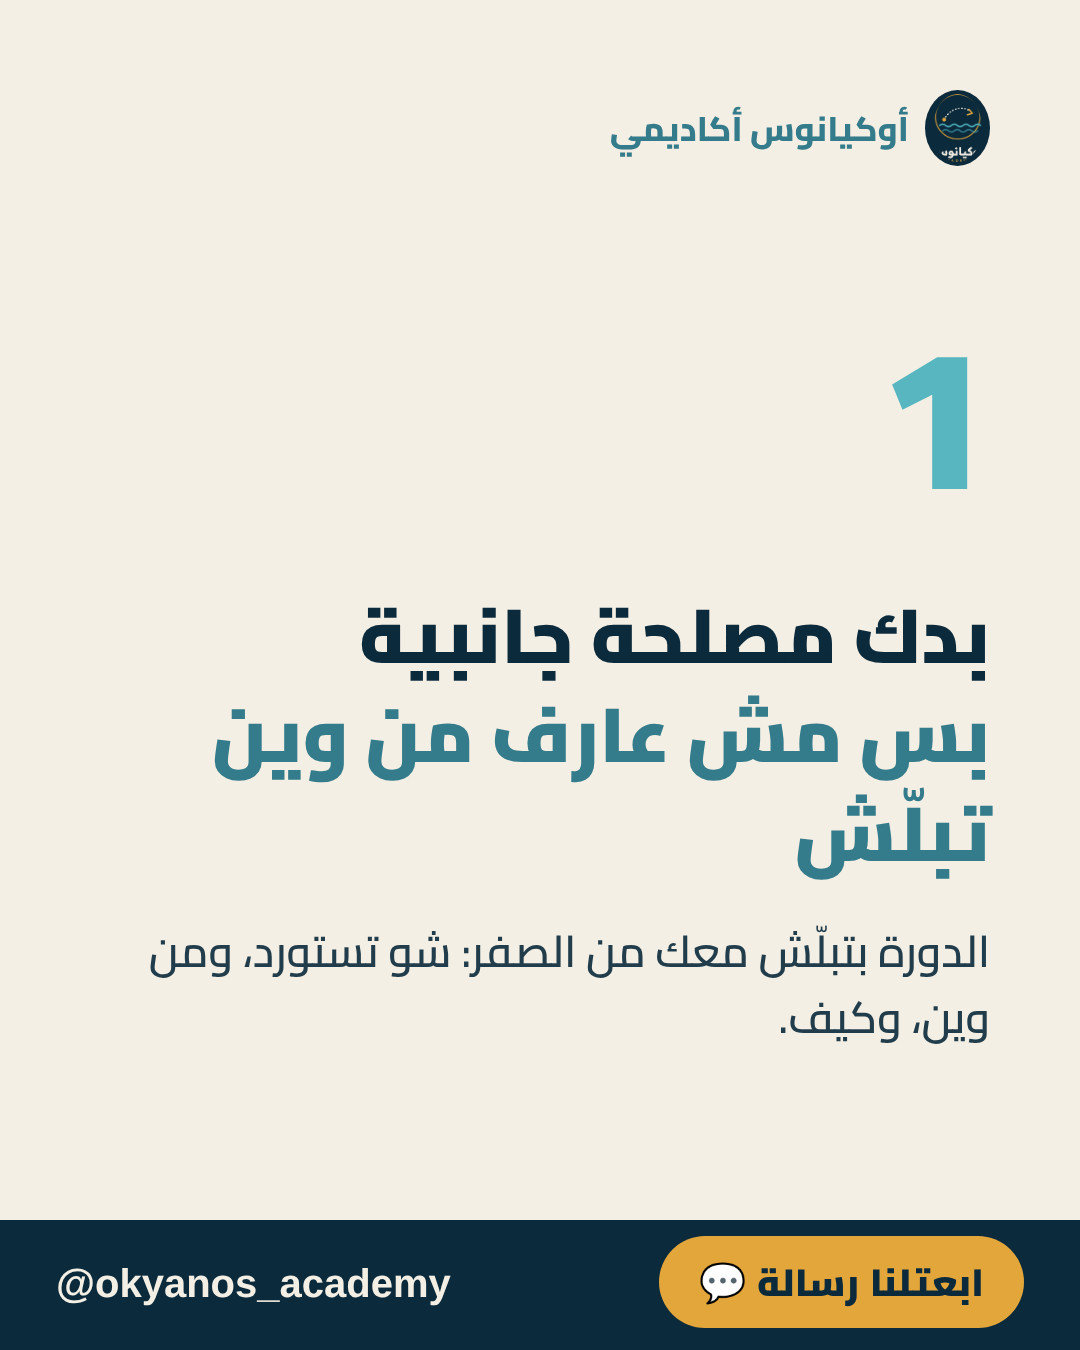 أوكيانوس أكاديمي
كيانوس
1
بدك مصلحة جانبية
بس مش عارف من وين
تبلّش
الدورة بتبلّش معك من الصفر: شو تستورد، ومن
وين، وكيف.
ابعتلنا رسالة 💬
@okyanos_academy